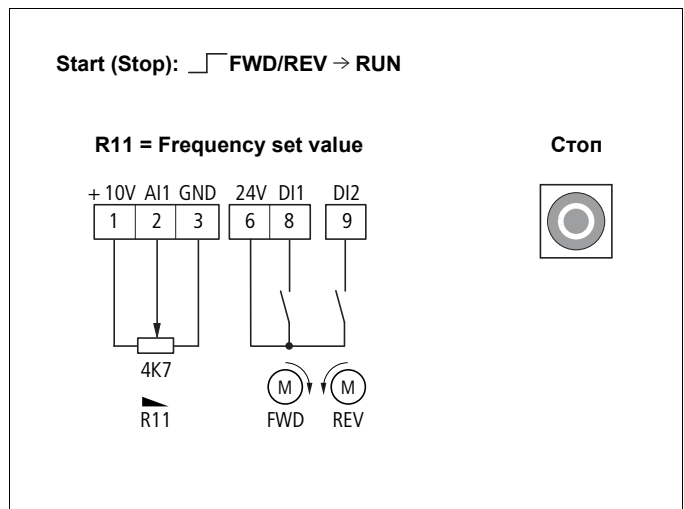 Start (Stop): FWD/REV → RUN
R11 = Frequency set value
Стоп
+ 10V AI1 GND 24V DI1 DI2
1 2 3 6 8 9
4K7
M M
R11 FWD REV